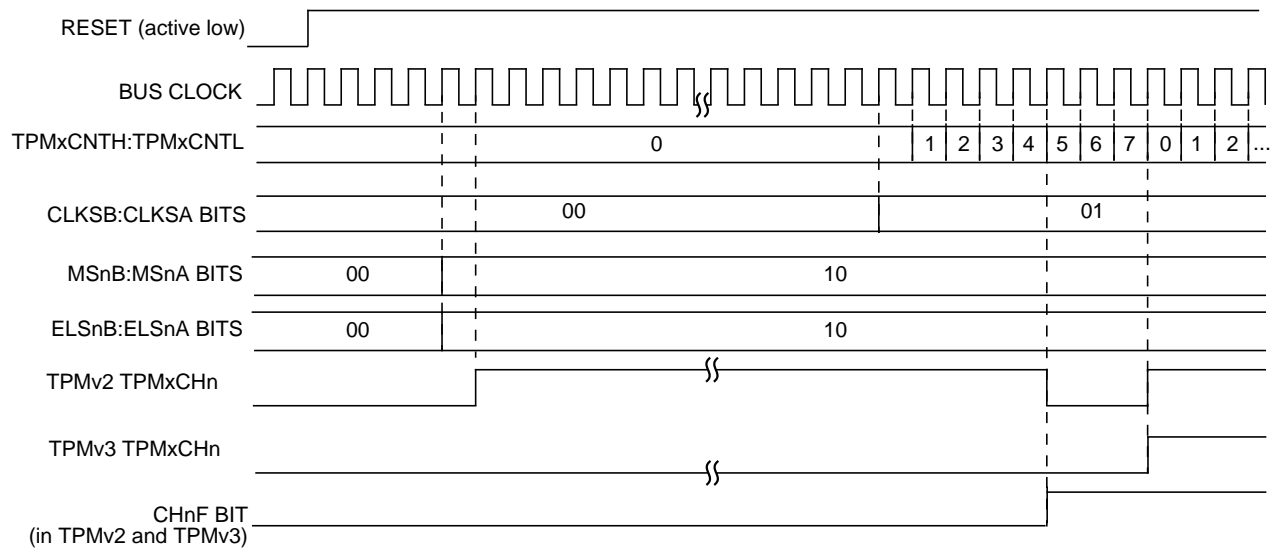 RESET (active low)
BUS CLOCK
TPMxCNTH:TPMxCNTL 0 1 2 3 4 5 6 7 0 1 2 ...
CLKSB:CLKSA BITS 00 01
MSnB:MSnA BITS 00 10
ELSnB:ELSnA BITS 00 10
TPMv2 TPMxCHn
TPMv3 TPMxCHn
CHnF BIT
(in TPMv2 and TPMv3)